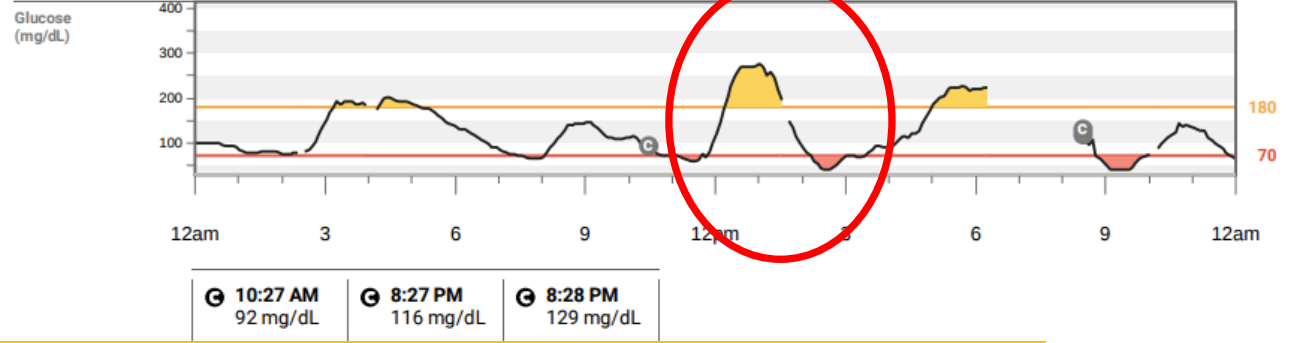 Glucose
(mg/dL)
400
300
200
100
180
70
12am 3 6 9 12pm 3 6 9 12am
C
C
C 10:27 AM
92 mg/dL
C 8:27 PM
116 mg/dL
C 8:28 PM
129 mg/dL